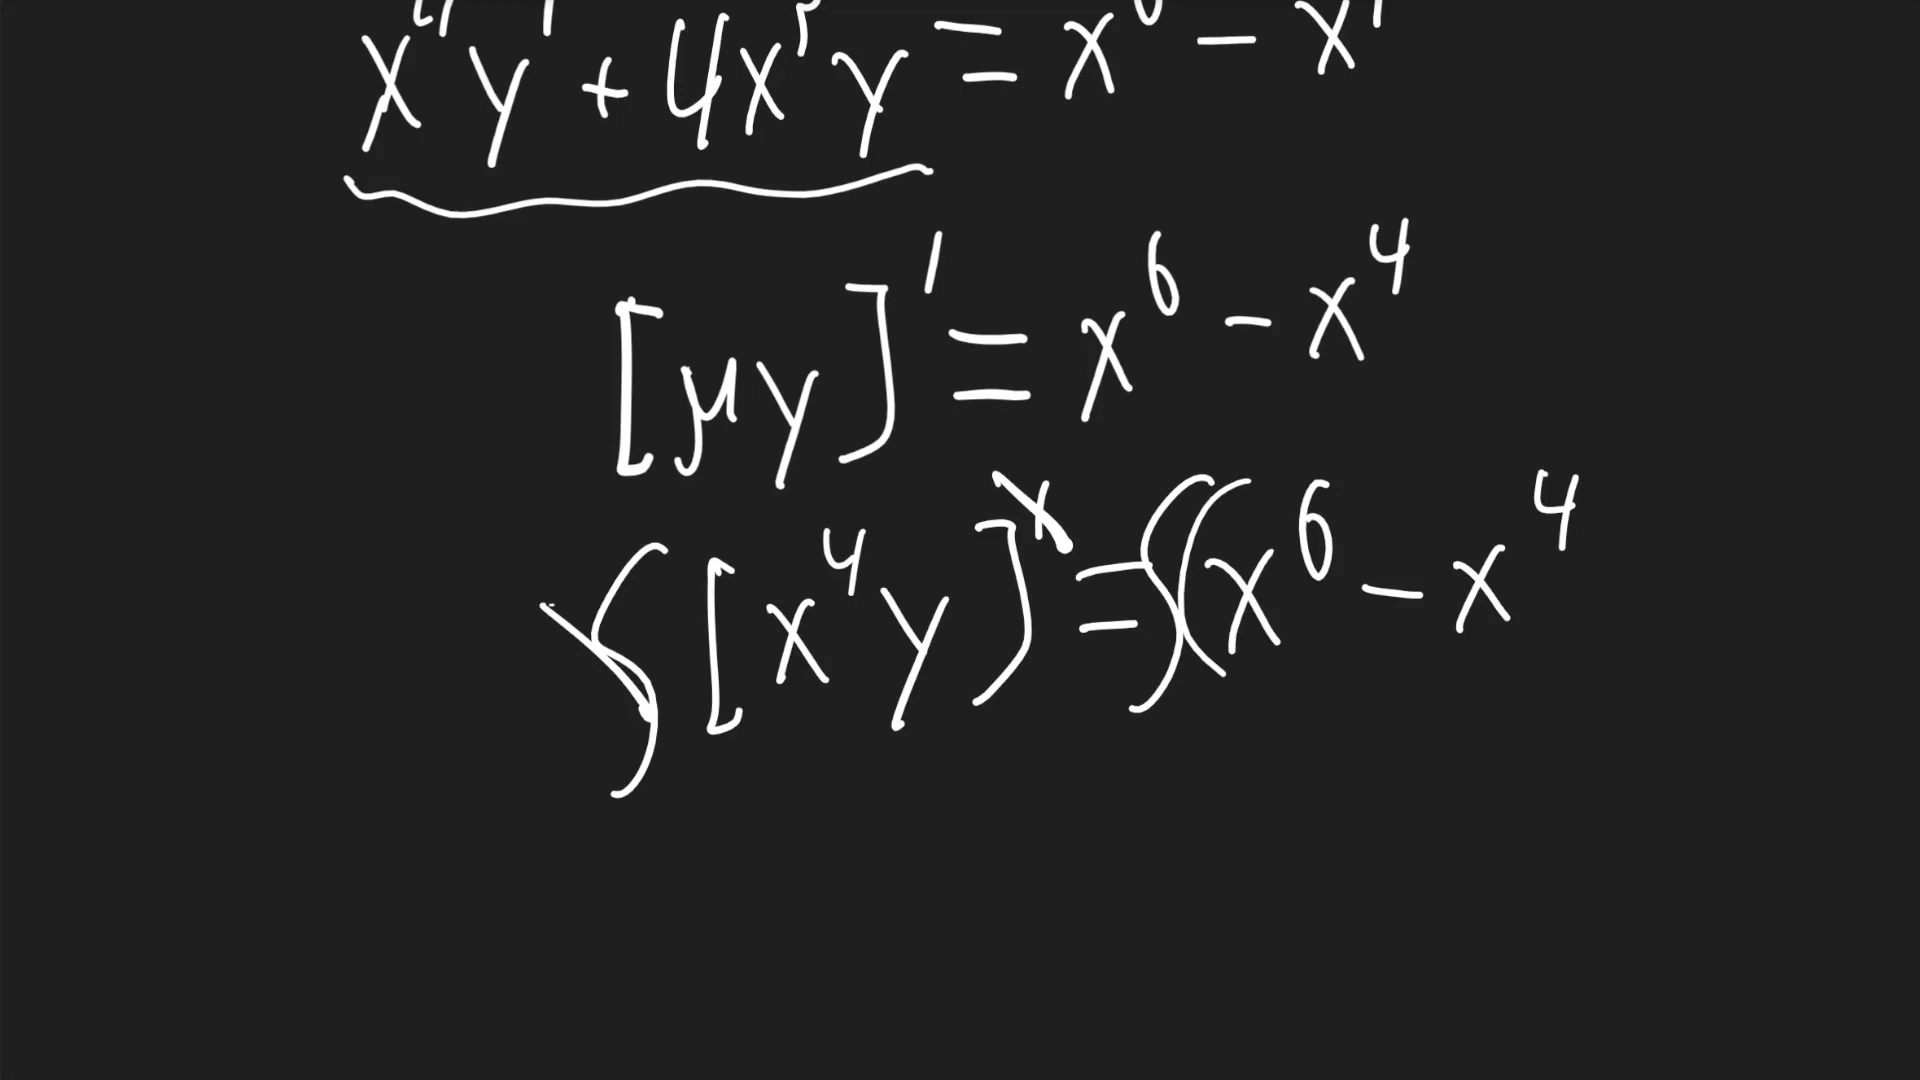 x⁴y' + 4x³y = x⁶ - x⁴
[μy]' = x⁶ - x⁴
∫[x⁴y]' = ∫(x⁶ - x⁴